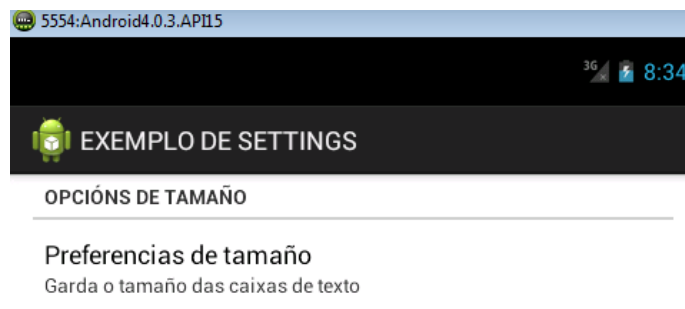 5554:Android4.0.3.API15
3G 8:34
EXEMPLO DE SETTINGS
OPCIÓNS DE TAMAÑO
Preferencias de tamaño
Garda o tamaño das caixas de texto